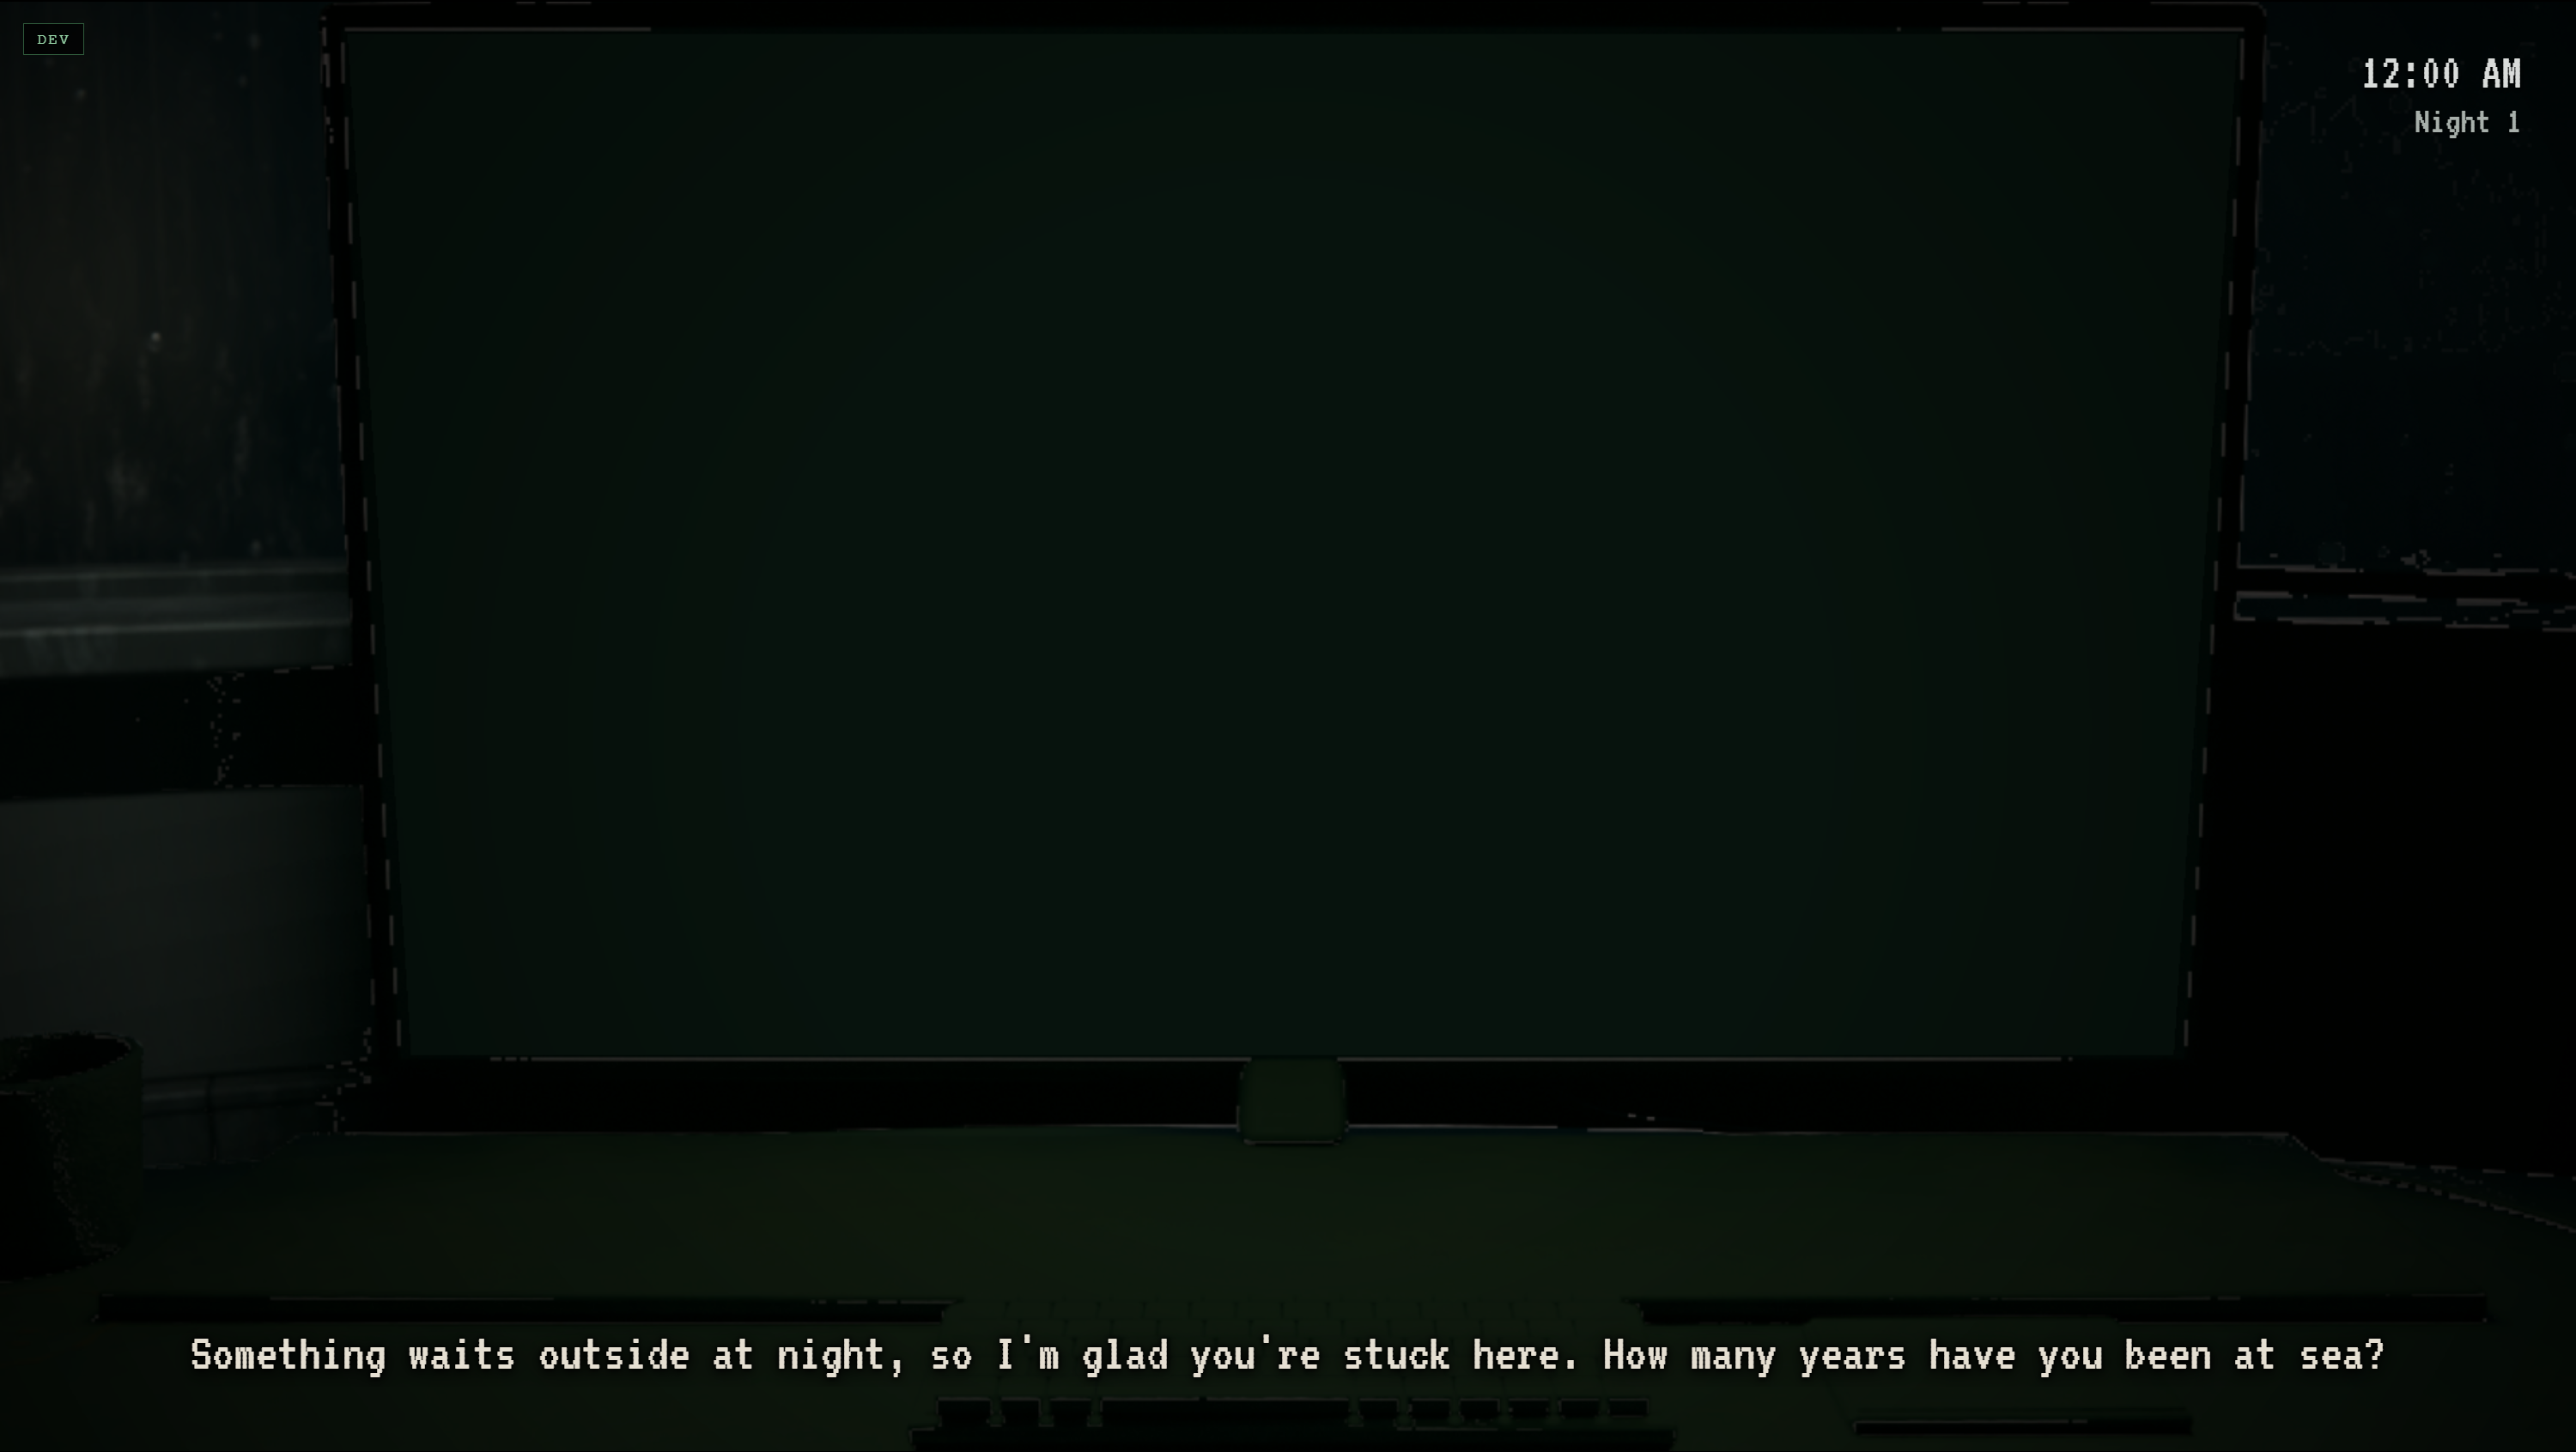 DEV
12:00 AM
Night 1
Something waits outside at night, so I'm glad you're stuck here. How many years have you been at sea?